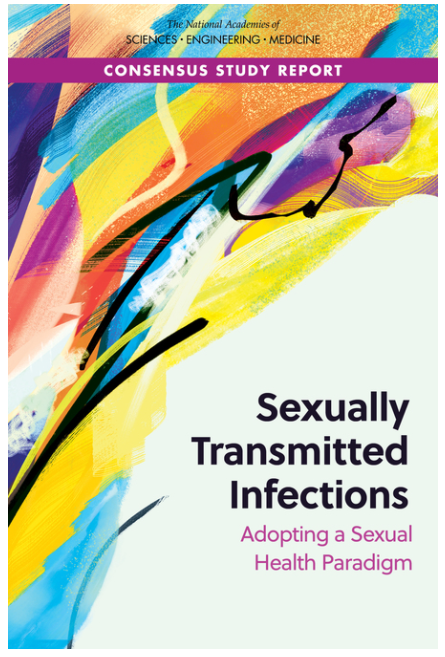 The National Academies of
SCIENCES • ENGINEERING • MEDICINE
CONSENSUS STUDY REPORT
Sexually
Transmitted
Infections
Adopting a Sexual
Health Paradigm